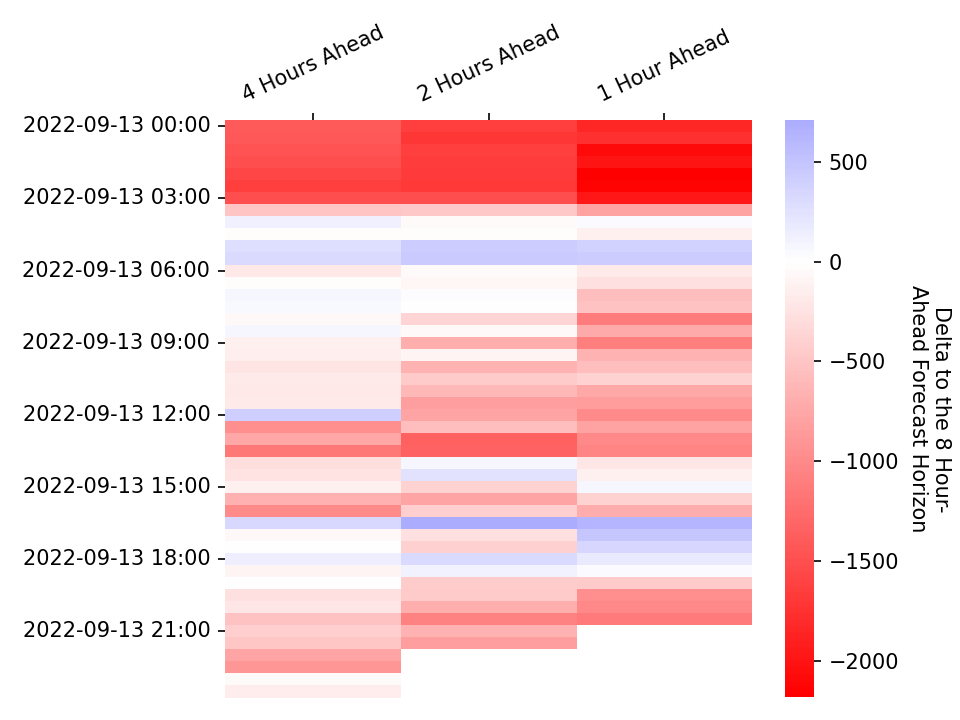 4 Hours Ahead
2 Hours Ahead
1 Hour Ahead
2022-09-13 00:00
2022-09-13 03:00
2022-09-13 06:00
2022-09-13 09:00
2022-09-13 12:00
2022-09-13 15:00
2022-09-13 18:00
2022-09-13 21:00
500
0
−500
−1000
−1500
−2000
Delta to the 8 Hour-
Ahead Forecast Horizon